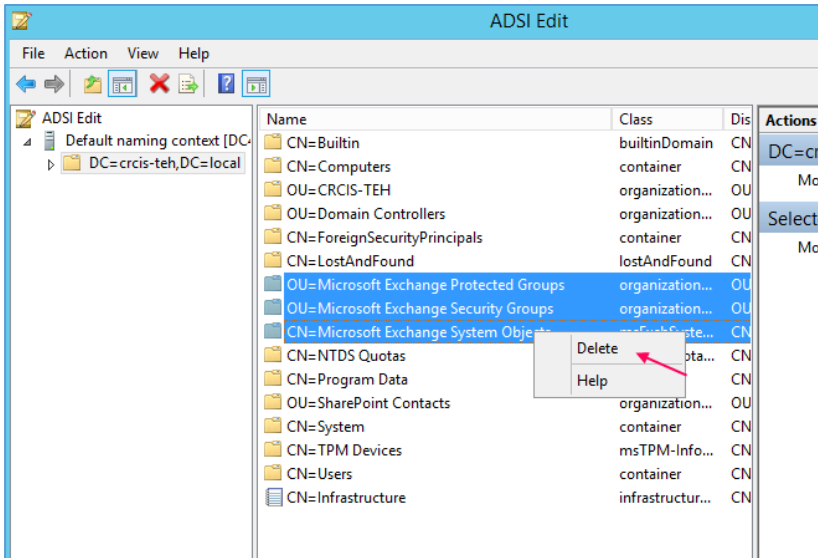 ADSI Edit
File Action View Help
ADSI Edit
Default naming context [DC
DC=crcis-teh,DC=local
Name Class Dis
CN=Builtin builtinDomain CN
CN=Computers container CN
OU=CRCIS-TEH organization... OU
OU=Domain Controllers organization... OU
CN=ForeignSecurityPrincipals container CN
CN=LostAndFound lostAndFound CN
OU=Microsoft Exchange Protected Groups organization... OU
OU=Microsoft Exchange Security Groups organization... OU
CN=Microsoft Exchange System Objects msExchSyste... CN
CN=NTDS Quotas ota... CN
CN=Program Data CN
OU=SharePoint Contacts organization... OU
CN=System container CN
CN=TPM Devices msTPM-Info... CN
CN=Users container CN
CN=Infrastructure infrastructur... CN
Delete
Help
Actions
DC=cr
Mo
Select
Mo